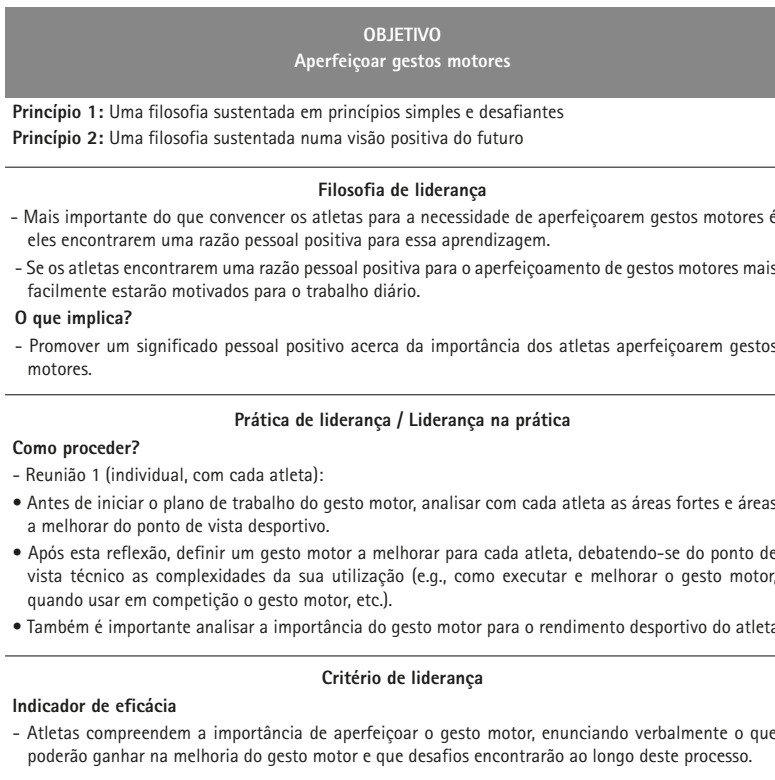 OBJETIVO
Aperfeiçoar gestos motores
Princípio 1: Uma filosofia sustentada em princípios simples e desafiantes
Princípio 2: Uma filosofia sustentada numa visão positiva do futuro
Filosofia de liderança
- Mais importante do que convencer os atletas para a necessidade de aperfeiçoarem gestos motores é
eles encontrarem uma razão pessoal positiva para essa aprendizagem.
- Se os atletas encontrarem uma razão pessoal positiva para o aperfeiçoamento de gestos motores mais
facilmente estarão motivados para o trabalho diário.
O que implica?
- Promover um significado pessoal positivo acerca da importância dos atletas aperfeiçoarem gestos
motores.
Prática de liderança / Liderança na prática
Como proceder?
- Reunião 1 (individual, com cada atleta):
• Antes de iniciar o plano de trabalho do gesto motor, analisar com cada atleta as áreas fortes e áreas
a melhorar do ponto de vista desportivo.
• Após esta reflexão, definir um gesto motor a melhorar para cada atleta, debatendo-se do ponto de
vista técnico as complexidades da sua utilização (e.g., como executar e melhorar o gesto motor,
quando usar em competição o gesto motor, etc.).
• Também é importante analisar a importância do gesto motor para o rendimento desportivo do atleta
Critério de liderança
Indicador de eficácia
- Atletas compreendem a importância de aperfeiçoar o gesto motor, enunciando verbalmente o que
poderão ganhar na melhoria do gesto motor e que desafios encontrarão ao longo deste processo.